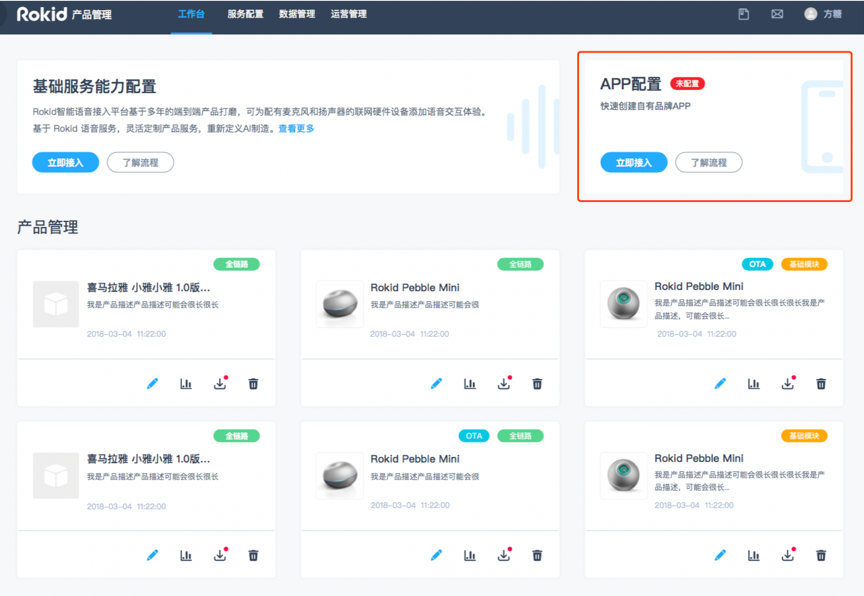 Rokid 产品管理 工作台 服务配置 数据管理 运营管理 方糖
基础服务能力配置
Rokid智能语音接入平台基于多年的端到端产品打磨，可为配有麦克风和扬声器的联网硬件设备添加语音交互体验。
基于 Rokid 语音服务，灵活定制产品服务，重新定义AI制造。查看更多
立即接入 了解流程
APP配置 未配置
快速创建自有品牌APP
立即接入 了解流程
产品管理
全链路
喜马拉雅 小雅小雅 1.0版...
我是产品描述产品描述可能会很长很长
2018-03-04 11:22:00
全链路
Rokid Pebble Mini
我是产品描述产品描述可能会很
2018-03-04 11:22:00
OTA 基础模块
Rokid Pebble Mini
我是产品描述产品描述可能会很长很长很长我是产
品描述，可能会很长...
2018-03-04 11:22:00
全链路
喜马拉雅 小雅小雅 1.0版...
我是产品描述产品描述可能会很长很长
2018-03-04 11:22:00
OTA 全链路
Rokid Pebble Mini
我是产品描述产品描述可能会很
2018-03-04 11:22:00
基础模块
Rokid Pebble Mini
我是产品描述产品描述可能会很长很长很长我是产
品描述，可能会很长...
2018-03-04 11:22:00